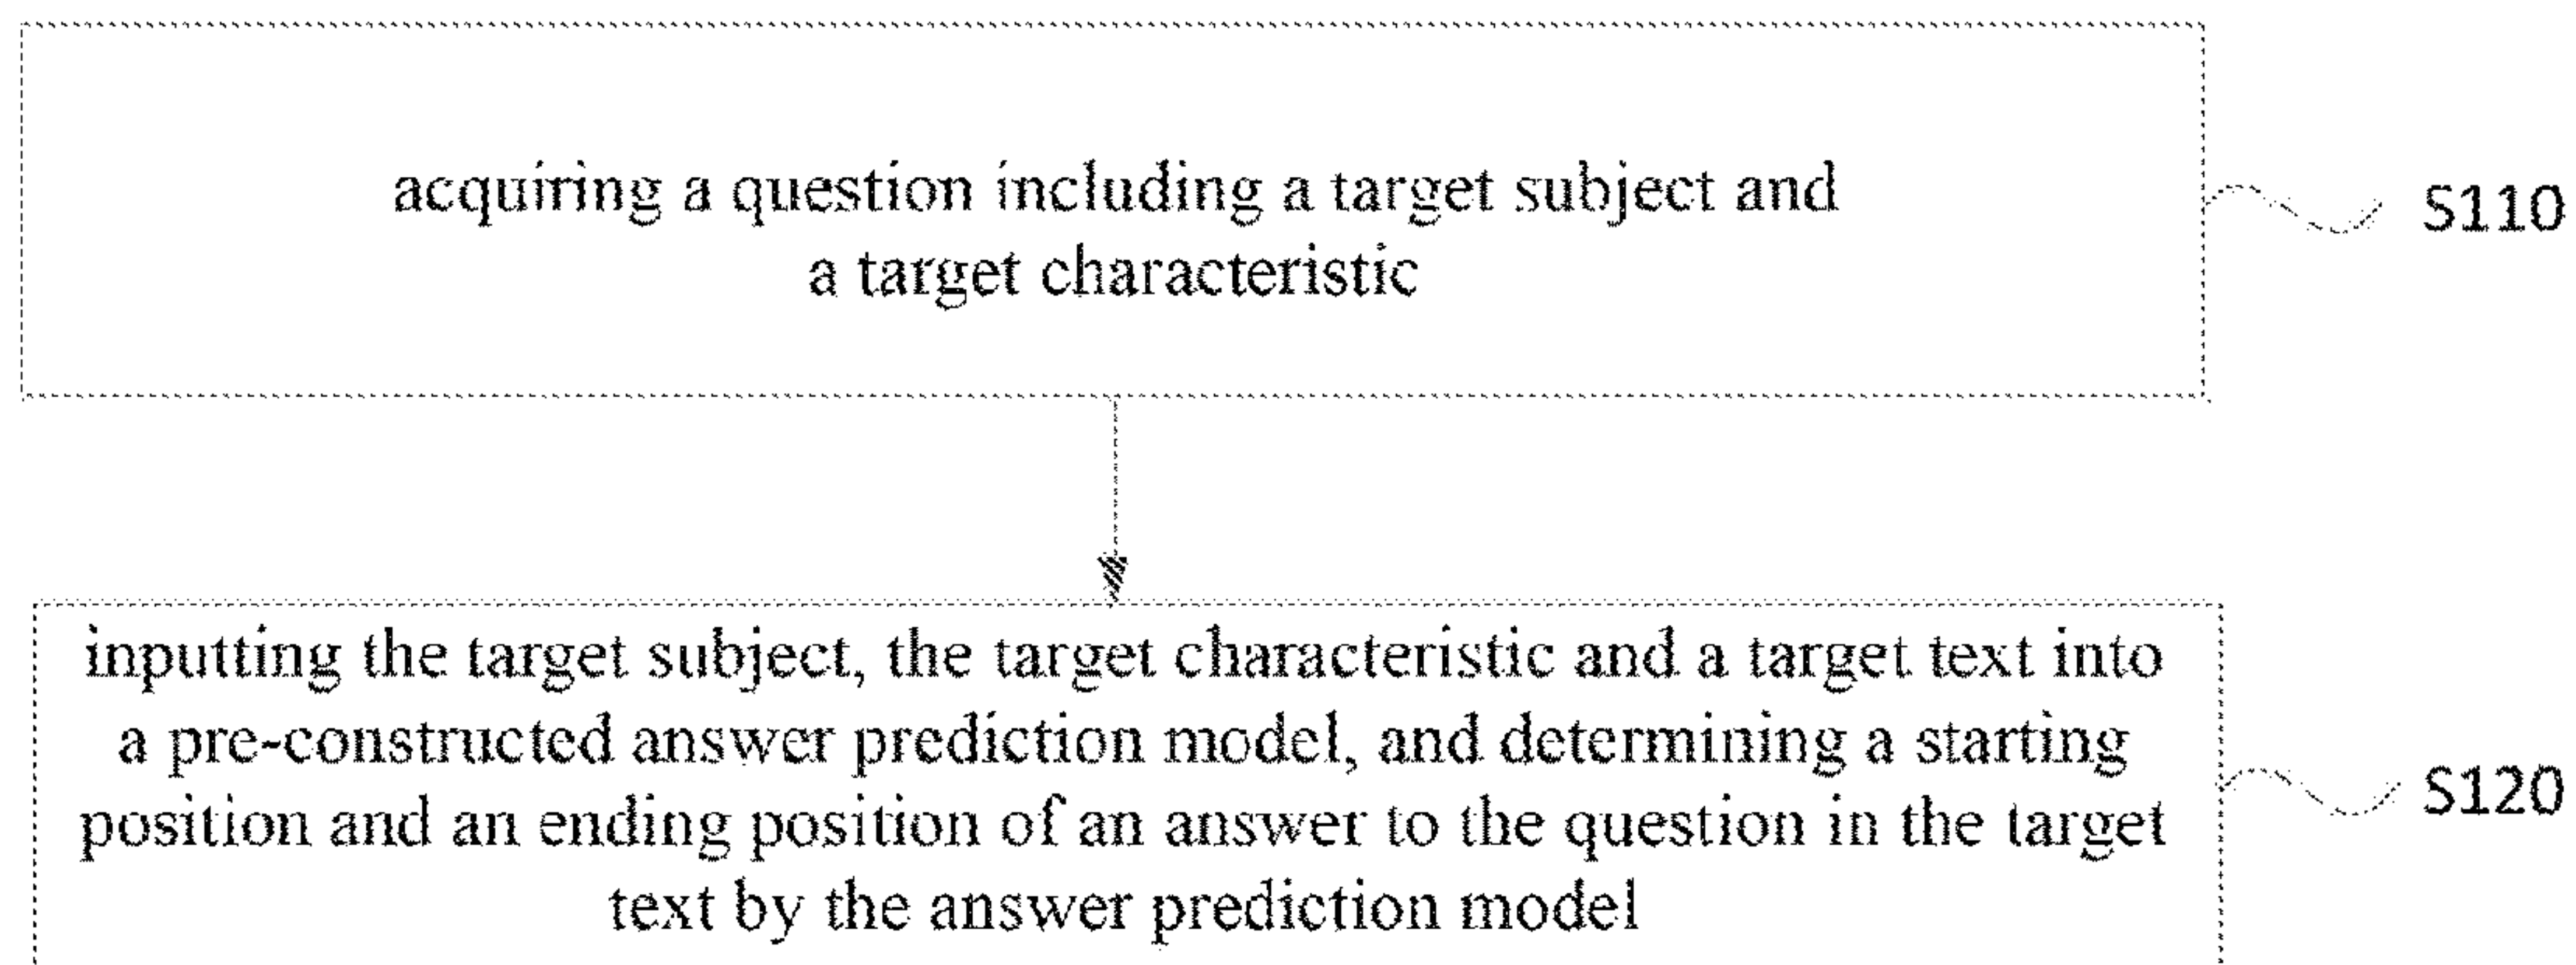 acquiring a question including a target subject and
a target characteristic
S110
inputting the target subject, the target characteristic and a target text into
a pre-constructed answer prediction model, and determining a starting
position and an ending position of an answer to the question in the target
text by the answer prediction model
S120